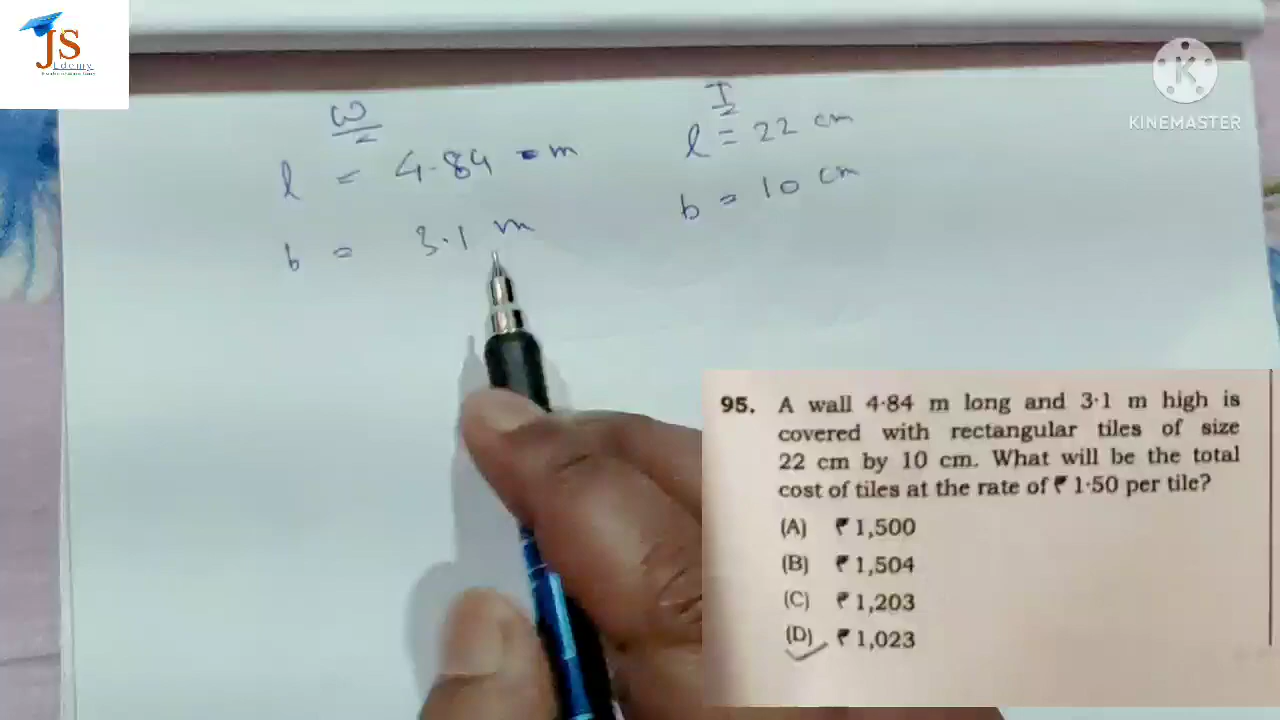 JS
Edemy
KINEMASTER
W
l = 4.84 m
b = 3.1 m
I
l = 22 cm
b = 10 cm
95. A wall 4·84 m long and 3·1 m high is
covered with rectangular tiles of size
22 cm by 10 cm. What will be the total
cost of tiles at the rate of ₹ 1·50 per tile?
(A) ₹ 1,500
(B) ₹ 1,504
(C) ₹ 1,203
(D) ₹ 1,023